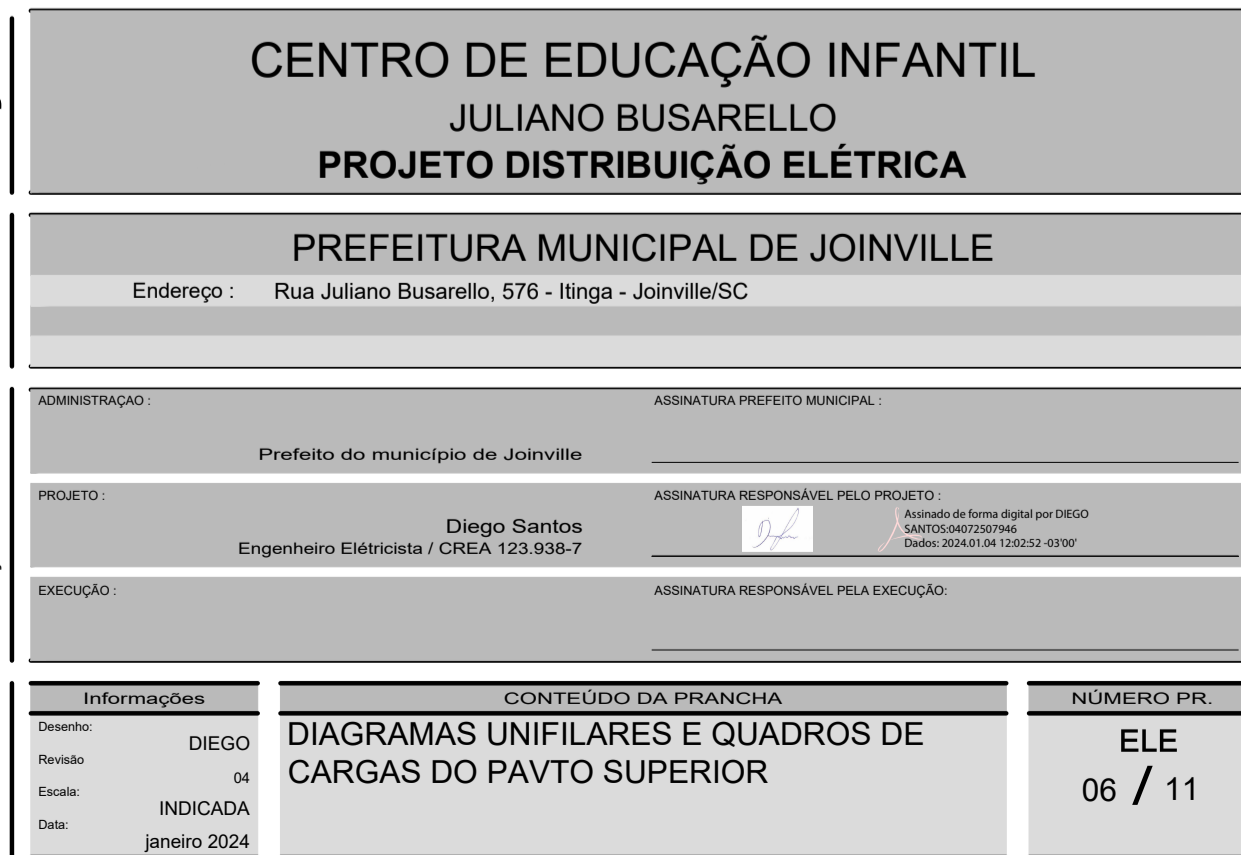 CENTRO DE EDUCAÇÃO INFANTIL
JULIANO BUSARELLO
PROJETO DISTRIBUIÇÃO ELÉTRICA
PREFEITURA MUNICIPAL DE JOINVILLE
Endereço : Rua Juliano Busarello, 576 - Itinga - Joinville/SC
ADMINISTRAÇAO :
Prefeito do município de Joinville
ASSINATURA PREFEITO MUNICIPAL :
PROJETO :
Diego Santos
Engenheiro Elétricista / CREA 123.938-7
ASSINATURA RESPONSÁVEL PELO PROJETO :
Assinado de forma digital por DIEGO
SANTOS:04072507946
Dados: 2024.01.04 12:02:52 -03'00'
EXECUÇÃO :
ASSINATURA RESPONSÁVEL PELA EXECUÇÃO:
Informações
Desenho: DIEGO
Revisão 04
Escala: INDICADA
Data: janeiro 2024
CONTEÚDO DA PRANCHA
DIAGRAMAS UNIFILARES E QUADROS DE
CARGAS DO PAVTO SUPERIOR
NÚMERO PR.
ELE
06 / 11